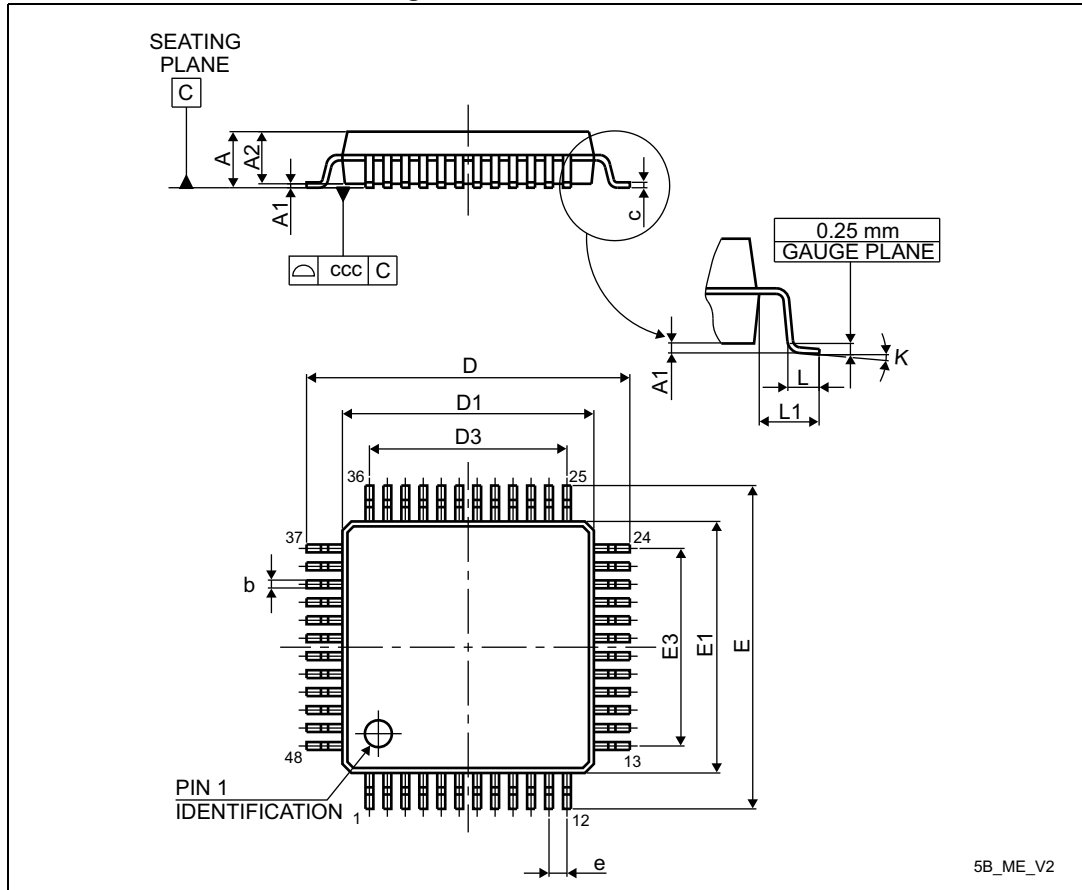 SEATING
PLANE
C
A
A2
A1
c
ccc C
0.25 mm
GAUGE PLANE
A1
K
L
L1
D
D1
D3
36
25
37
24
b
E3
E1
E
48
13
PIN 1
IDENTIFICATION
1
12
e
5B_ME_V2